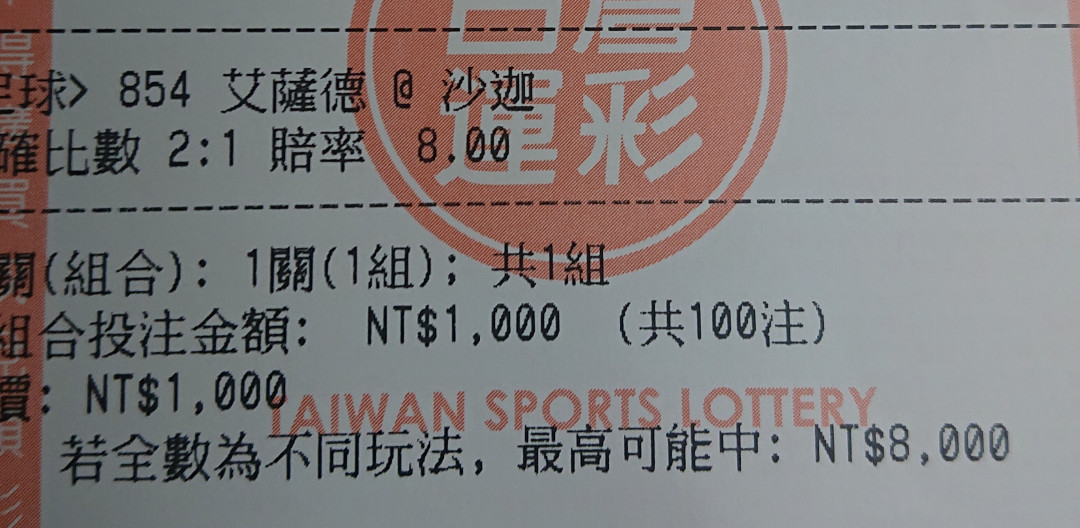 足球> 854 艾薩德 @ 沙迦
確比數 2:1 賠率 8.00
關(組合): 1關(1組); 共1組
組合投注金額: NT$1,000 (共100注)
價: NT$1,000
TAIWAN SPORTS LOTTERY
若全數為不同玩法, 最高可能中: NT$8,000
運彩